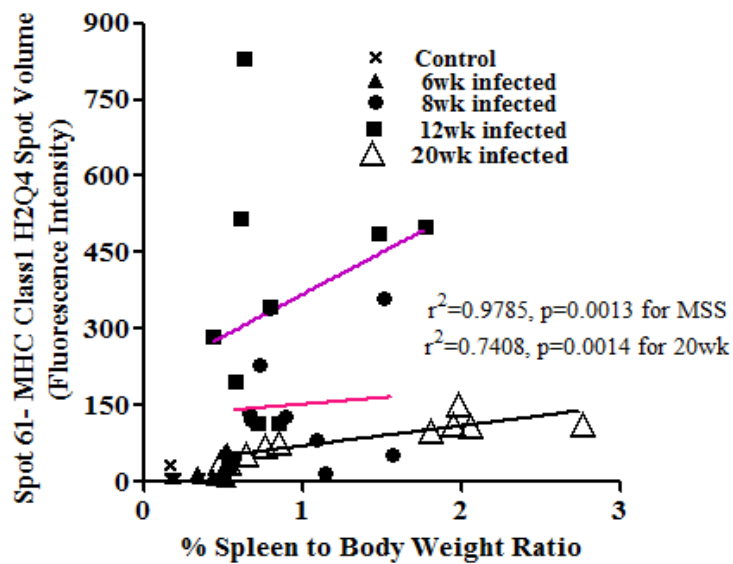 Spot 61- MHC Class1 H2Q4 Spot Volume
(Fluorescence Intensity)
900
750
600
450
300
150
0
Control
6wk infected
8wk infected
12wk infected
20wk infected
r²=0.9785, p=0.0013 for MSS
r²=0.7408, p=0.0014 for 20wk
0 1 2 3
% Spleen to Body Weight Ratio